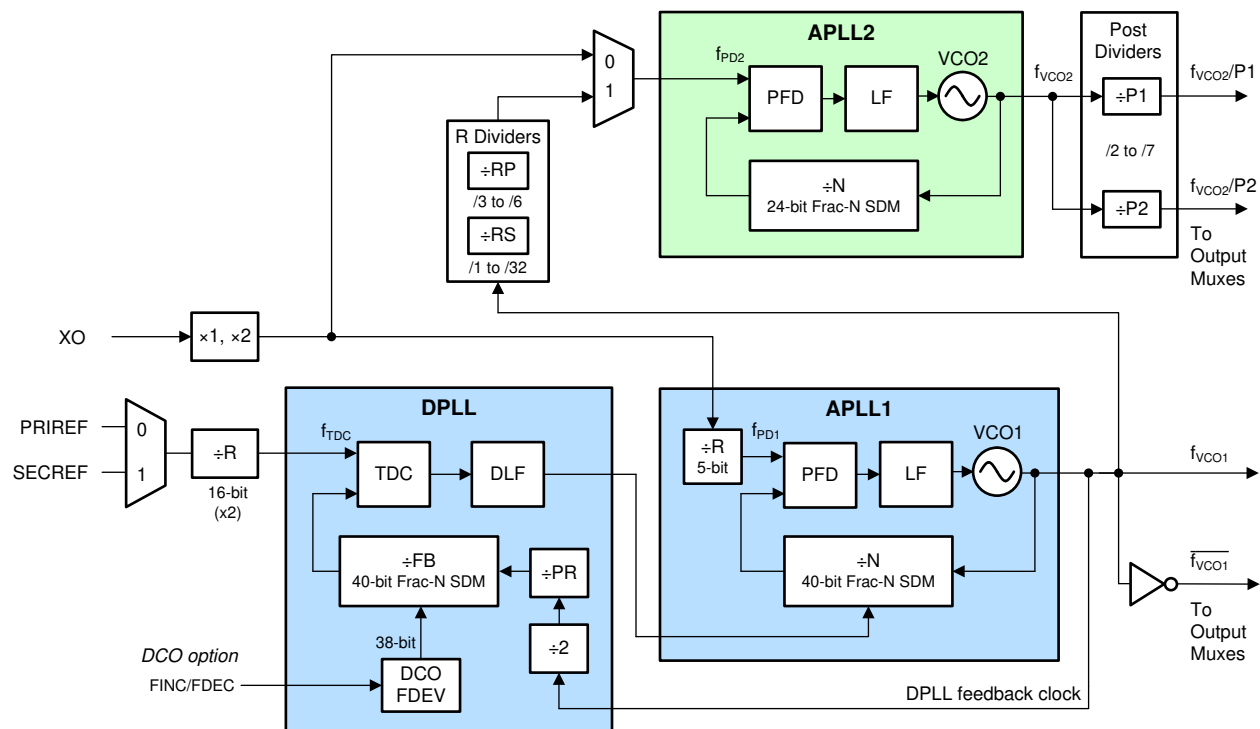 APLL2
Post
Dividers
0
1
f_PD2
VCO2
f_VCO2
f_VCO2/P1
PFD
LF
÷P1
R Dividers
÷RP
/3 to /6
÷RS
/1 to /32
÷N
24-bit Frac-N SDM
/2 to /7
÷P2
f_VCO2/P2
To
Output
Muxes
XO
×1, ×2
DPLL
APLL1
PRIREF
SECREF
0
1
÷R
16-bit
(x2)
f_TDC
TDC
DLF
÷R
5-bit
f_PD1
PFD
LF
VCO1
f_VCO1
÷FB
40-bit Frac-N SDM
÷PR
÷2
÷N
40-bit Frac-N SDM
f_VCO1
To
Output
Muxes
38-bit
DCO option
FINC/FDEC
DCO
FDEV
DPLL feedback clock